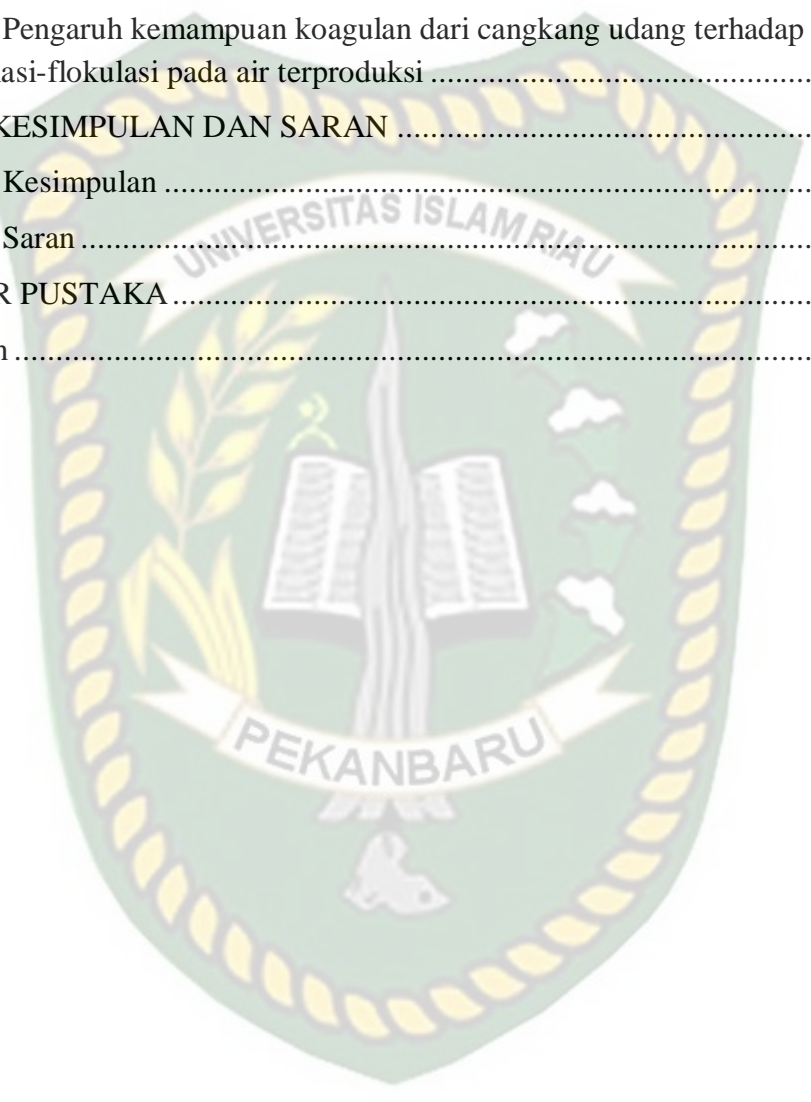 Pengaruh kemampuan koagulan dari cangkang udang terhadap
asi-flokulasi pada air terproduksi ........................................
KESIMPULAN DAN SARAN ........................................
Kesimpulan ........................................
Saran ........................................
UNIVERSITAS ISLAM RIAU
R PUSTAKA ........................................
n ........................................
PEKANBARU